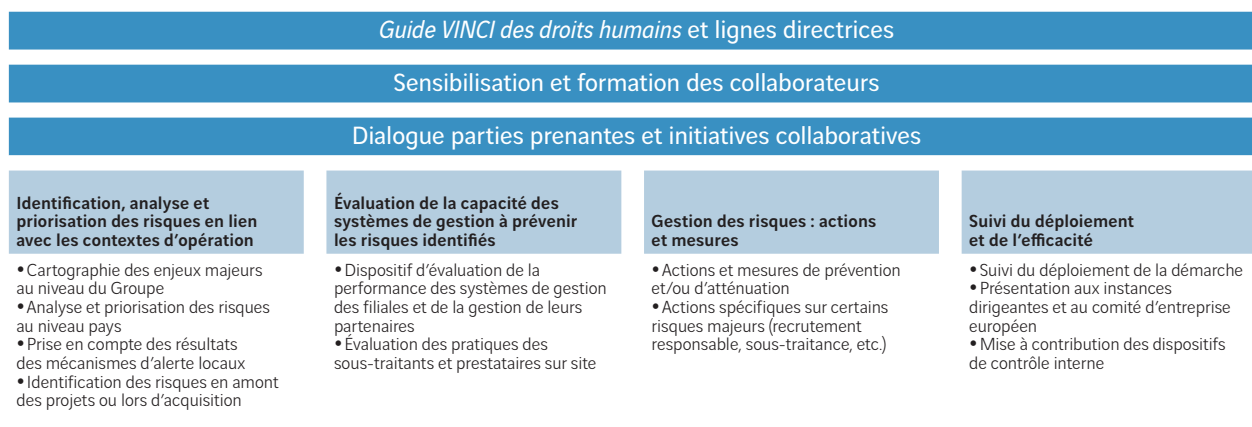 Guide VINCI des droits humains et lignes directrices
Sensibilisation et formation des collaborateurs
Dialogue parties prenantes et initiatives collaboratives
Identification, analyse et
priorisation des risques en lien
avec les contextes d'opération
• Cartographie des enjeux majeurs
au niveau du Groupe
• Analyse et priorisation des risques
au niveau pays
• Prise en compte des résultats
des mécanismes d'alerte locaux
• Identification des risques en amont
des projets ou lors d'acquisition
Évaluation de la capacité des
systèmes de gestion à prévenir
les risques identifiés
• Dispositif d'évaluation de la
performance des systèmes de gestion
des filiales et de la gestion de leurs
partenaires
• Évaluation des pratiques des
sous-traitants et prestataires sur site
Gestion des risques : actions
et mesures
• Actions et mesures de prévention
et/ou d'atténuation
• Actions spécifiques sur certains
risques majeurs (recrutement
responsable, sous-traitance, etc.)
Suivi du déploiement
et de l'efficacité
• Suivi du déploiement de la démarche
• Présentation aux instances
dirigeantes et au comité d'entreprise
européen
• Mise à contribution des dispositifs
de contrôle interne